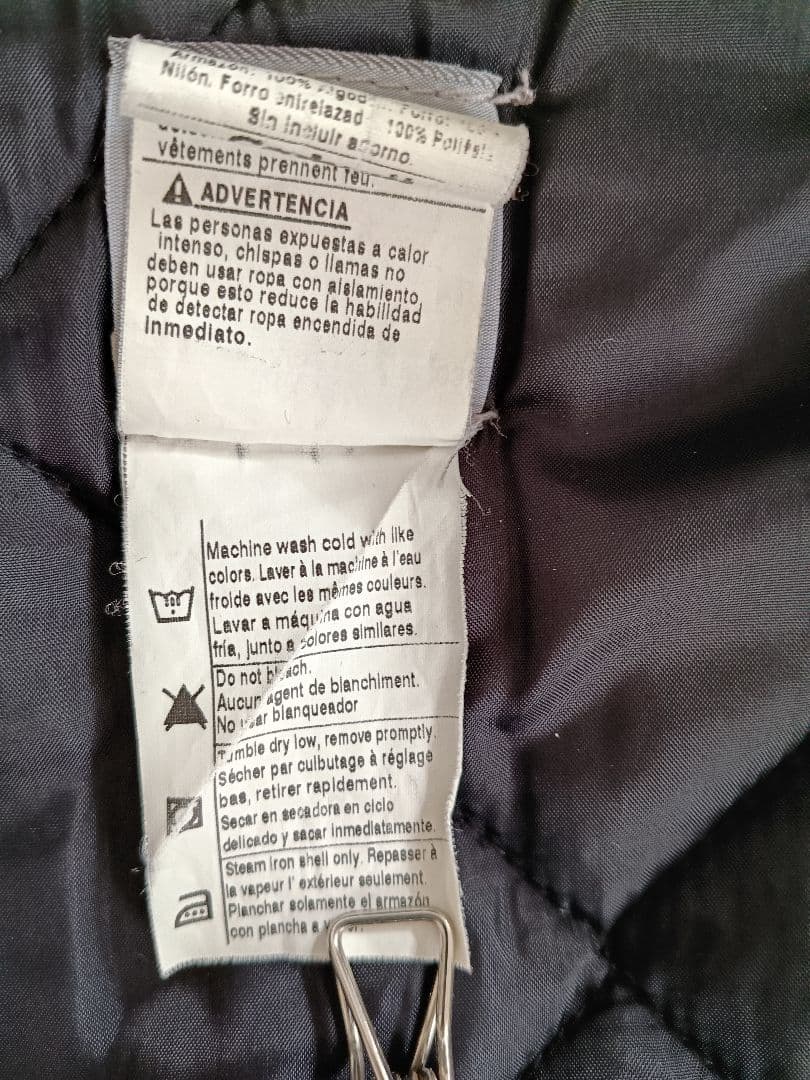 Nilón. Forro
100% Poliést
Sin incluir adorno.
vêtements prennent feu.
ADVERTENCIA
Las personas expuestas a calor
intenso, chispas o llamas no
deben usar ropa con aislamiento,
porque esto reduce la habilidad
de detectar ropa encendida de
inmediato.
Machine wash cold with like
colors. Laver à la machine à l'eau
froide avec les mêmes couleurs.
Lavar a máquina con agua
fría, junto a colores similares.
Do not bleach.
Aucun agent de blanchiment.
No usar blanqueador
Tumble dry low, remove promptly.
Sécher par culbutage à réglage
bas, retirer rapidement.
Secar en secadora en ciclo
delicado y sacar inmediatamente.
Steam iron shell only. Repasser à
la vapeur l' extérieur seulement.
Planchar solamente el armazón
con plancha a